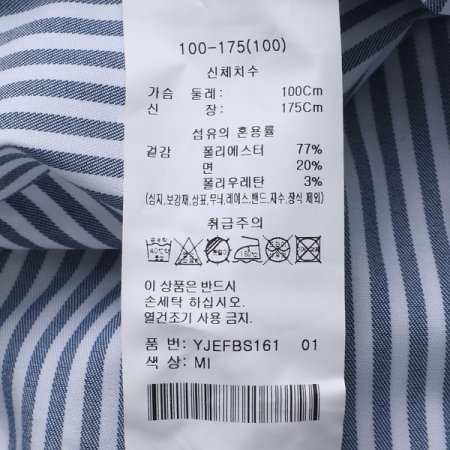 100-175(100)
신체치수
가슴 둘레: 100Cm
신 장: 175Cm
섬유의 혼용률
겉감 폴리에스터 77%
면 20%
폴리우레탄 3%
(심지,보강재,상표,무늬,레이스,밴드,자수,장식 제외)
취급주의
이 상품은 반드시
손세탁 하십시오.
열건조기 사용 금지.
품 번: YJEFBS161 01
색 상: MI